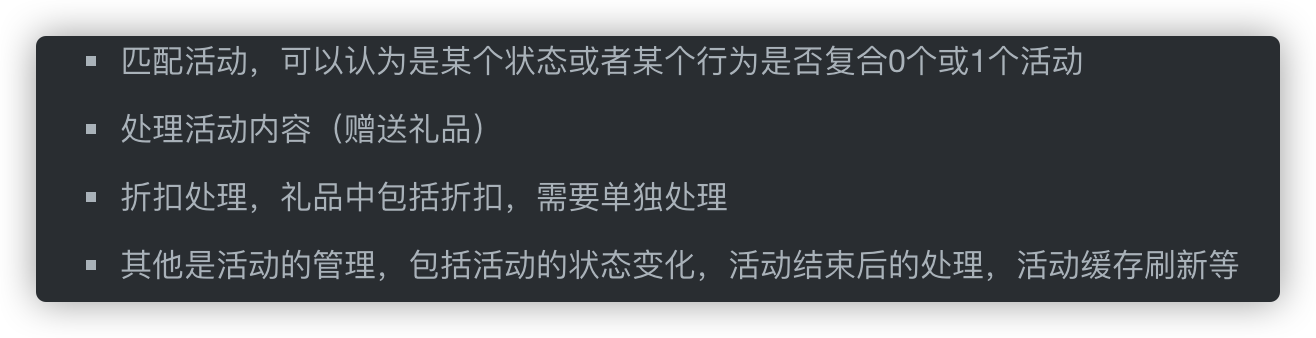 ▪ 匹配活动，可以认为是某个状态或者某个行为是否复合0个或1个活动
▪ 处理活动内容（赠送礼品）
▪ 折扣处理，礼品中包括折扣，需要单独处理
▪ 其他是活动的管理，包括活动的状态变化，活动结束后的处理，活动缓存刷新等